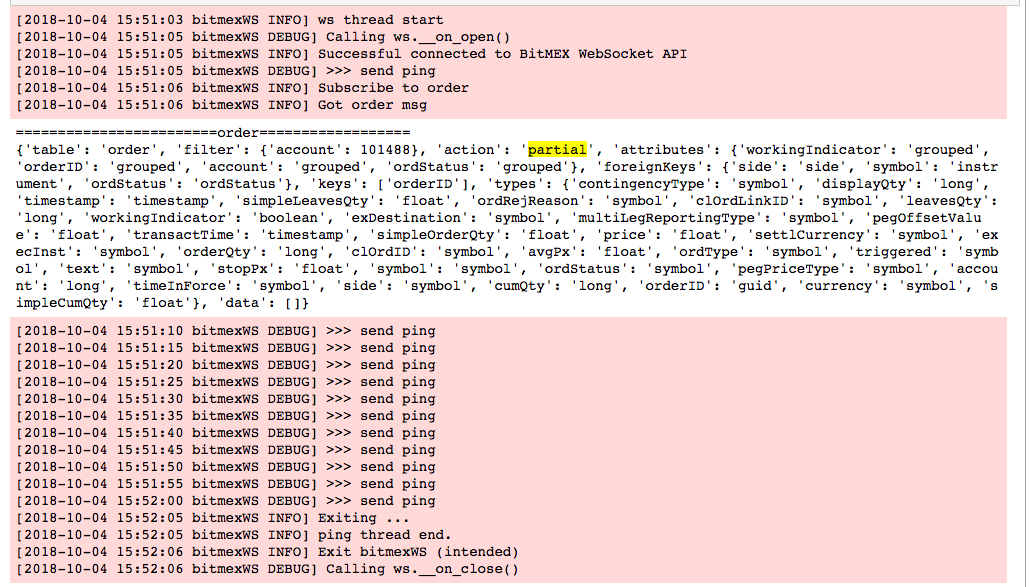 [2018-10-04 15:51:03 bitmexWS INFO] ws thread start
[2018-10-04 15:51:05 bitmexWS DEBUG] Calling ws.__on_open()
[2018-10-04 15:51:05 bitmexWS INFO] Successful connected to BitMEX WebSocket API
[2018-10-04 15:51:05 bitmexWS DEBUG] >>> send ping
[2018-10-04 15:51:06 bitmexWS INFO] Subscribe to order
[2018-10-04 15:51:06 bitmexWS INFO] Got order msg
========================order==================
{'table': 'order', 'filter': {'account': 101488}, 'action': 'partial', 'attributes': {'workingIndicator': 'grouped',
'orderID': 'grouped', 'account': 'grouped', 'ordStatus': 'grouped'}, 'foreignKeys': {'side': 'side', 'symbol': 'instr
ument', 'ordStatus': 'ordStatus'}, 'keys': ['orderID'], 'types': {'contingencyType': 'symbol', 'displayQty': 'long',
'timestamp': 'timestamp', 'simpleLeavesQty': 'float', 'ordRejReason': 'symbol', 'clOrdLinkID': 'symbol', 'leavesQty':
'long', 'workingIndicator': 'boolean', 'exDestination': 'symbol', 'multiLegReportingType': 'symbol', 'pegOffsetValu
e': 'float', 'transactTime': 'timestamp', 'simpleOrderQty': 'float', 'price': 'float', 'settlCurrency': 'symbol', 'ex
ecInst': 'symbol', 'orderQty': 'long', 'clOrdID': 'symbol', 'avgPx': 'float', 'ordType': 'symbol', 'triggered': 'symb
ol', 'text': 'symbol', 'stopPx': 'float', 'symbol': 'symbol', 'ordStatus': 'symbol', 'pegPriceType': 'symbol', 'accou
nt': 'long', 'timeInForce': 'symbol', 'side': 'symbol', 'cumQty': 'long', 'orderID': 'guid', 'currency': 'symbol', 's
impleCumQty': 'float'}, 'data': []}
[2018-10-04 15:51:10 bitmexWS DEBUG] >>> send ping
[2018-10-04 15:51:15 bitmexWS DEBUG] >>> send ping
[2018-10-04 15:51:20 bitmexWS DEBUG] >>> send ping
[2018-10-04 15:51:25 bitmexWS DEBUG] >>> send ping
[2018-10-04 15:51:30 bitmexWS DEBUG] >>> send ping
[2018-10-04 15:51:35 bitmexWS DEBUG] >>> send ping
[2018-10-04 15:51:40 bitmexWS DEBUG] >>> send ping
[2018-10-04 15:51:45 bitmexWS DEBUG] >>> send ping
[2018-10-04 15:51:50 bitmexWS DEBUG] >>> send ping
[2018-10-04 15:51:55 bitmexWS DEBUG] >>> send ping
[2018-10-04 15:52:00 bitmexWS DEBUG] >>> send ping
[2018-10-04 15:52:05 bitmexWS INFO] Exiting ...
[2018-10-04 15:52:05 bitmexWS INFO] ping thread end.
[2018-10-04 15:52:06 bitmexWS INFO] Exit bitmexWS (intended)
[2018-10-04 15:52:06 bitmexWS DEBUG] Calling ws.__on_close()